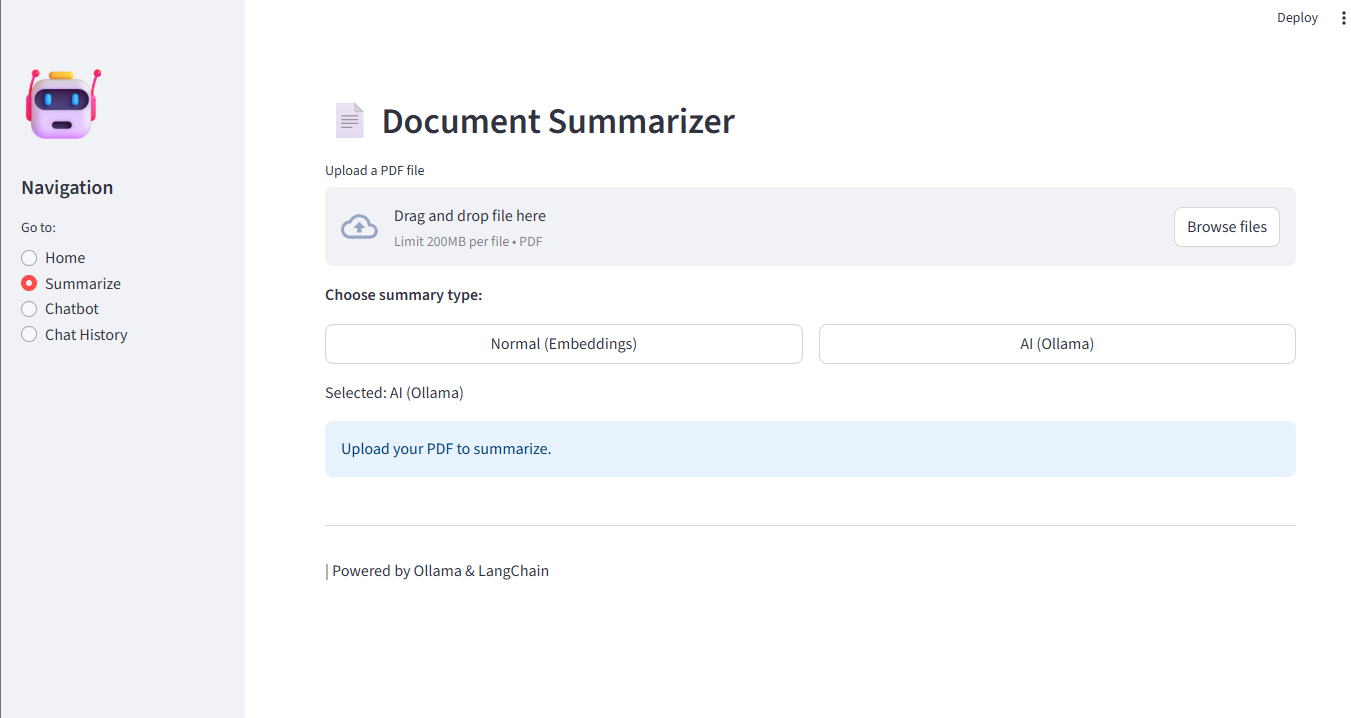 Deploy
Navigation
Go to:
Home
Summarize
Chatbot
Chat History
Document Summarizer
Upload a PDF file
Drag and drop file here
Limit 200MB per file • PDF
Browse files
Choose summary type:
Normal (Embeddings)
AI (Ollama)
Selected: AI (Ollama)
Upload your PDF to summarize.
| Powered by Ollama & LangChain